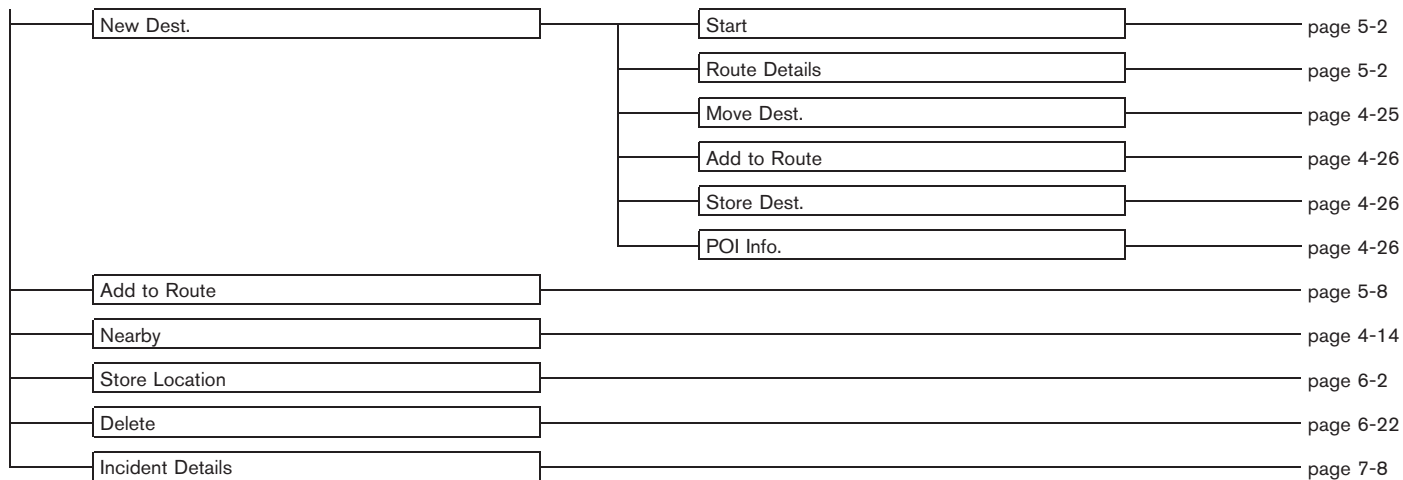 New Dest. Start page 5-2
Route Details page 5-2
Move Dest. page 4-25
Add to Route page 4-26
Store Dest. page 4-26
POI Info. page 4-26
Add to Route page 5-8
Nearby page 4-14
Store Location page 6-2
Delete page 6-22
Incident Details page 7-8